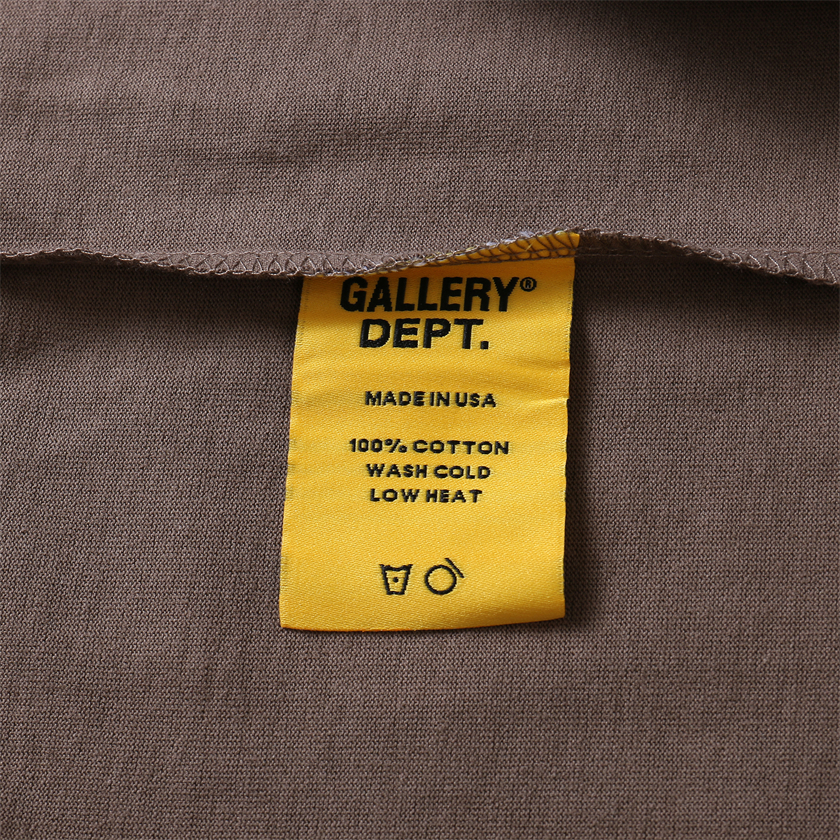 GALLERY®
DEPT.
MADE IN USA
100% COTTON
WASH COLD
LOW HEAT